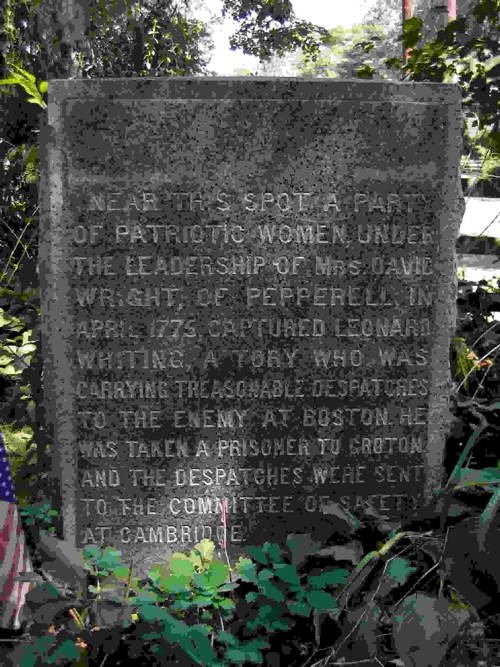 NEAR THIS SPOT A PARTY
OF PATRIOTIC WOMEN, UNDER
THE LEADERSHIP OF MRS. DAVID
WRIGHT, OF PEPPERELL, IN
APRIL 1775, CAPTURED LEONARD
WHITING, A TORY WHO WAS
CARRYING TREASONABLE DESPATCHES
TO THE ENEMY AT BOSTON. HE
WAS TAKEN A PRISONER TO GROTON,
AND THE DESPATCHES WERE SENT
TO THE COMMITTEE OF SAFETY
AT CAMBRIDGE.